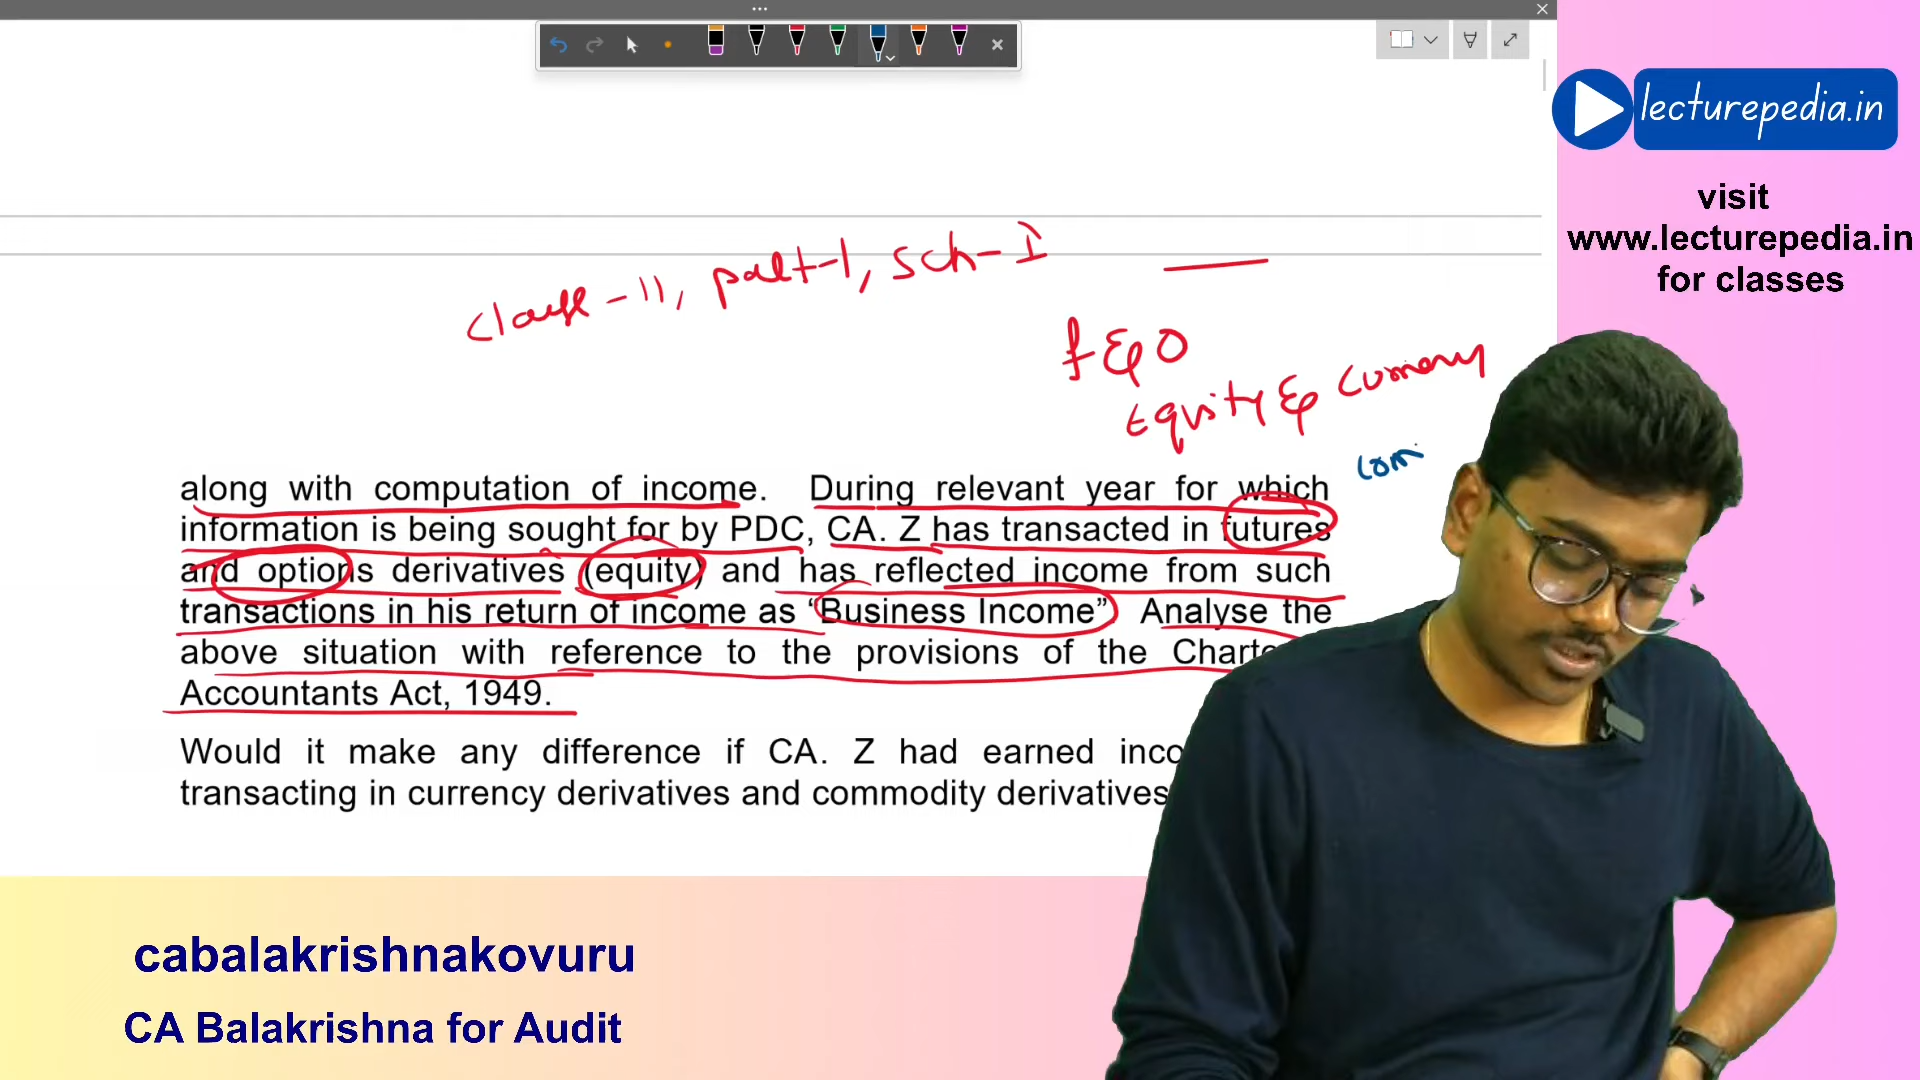 lecturepedia.in
visit
www.lecturepedia.in
for classes
clause - 11, part-1, Sch-I
f & o
Equity & currency
com
along with computation of income. During relevant year for which
information is being sought for by PDC, CA. Z has transacted in futures
and options derivatives (equity) and has reflected income from such
transactions in his return of income as “Business Income” Analyse the
above situation with reference to the provisions of the Charte
Accountants Act, 1949.
Would it make any difference if CA. Z had earned inco
transacting in currency derivatives and commodity derivatives
cabalakrishnakovuru
CA Balakrishna for Audit